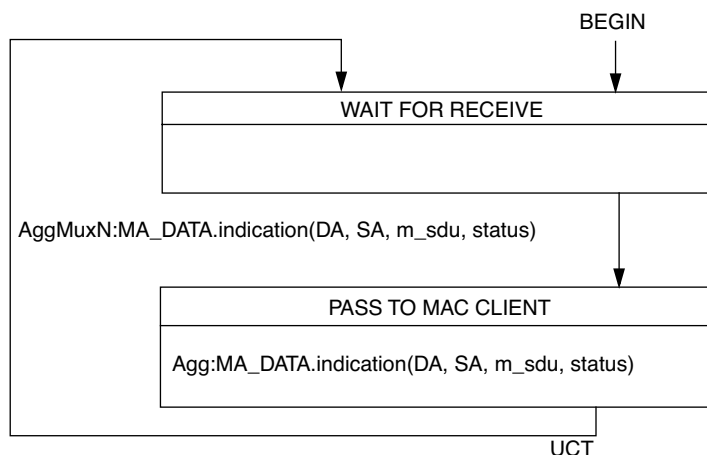 BEGIN
WAIT FOR RECEIVE
AggMuxN:MA_DATA.indication(DA, SA, m_sdu, status)
PASS TO MAC CLIENT
Agg:MA_DATA.indication(DA, SA, m_sdu, status)
UCT